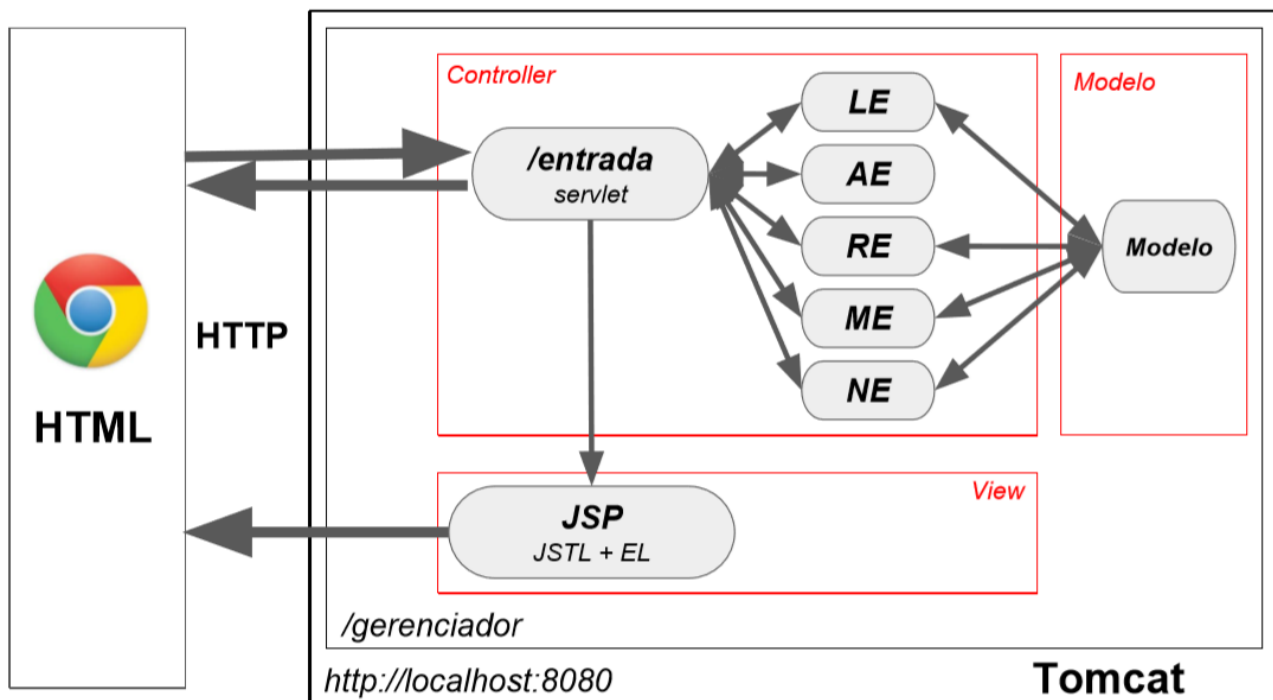 HTML
HTTP
Controller
/entrada
servlet
LE
AE
RE
ME
NE
Modelo
Modelo
View
JSP
JSTL + EL
/gerenciador
http://localhost:8080
Tomcat